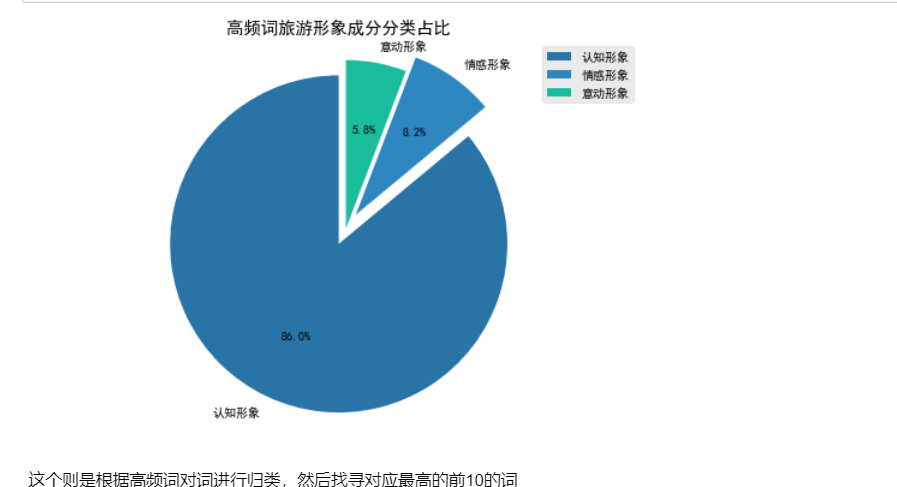 高频词旅游形象成分分类占比
意动形象
情感形象
认知形象
情感形象
意动形象
5.8%
8.2%
86.0%
认知形象
这个则是根据高频词对词进行归类，然后找寻对应最高的前10的词